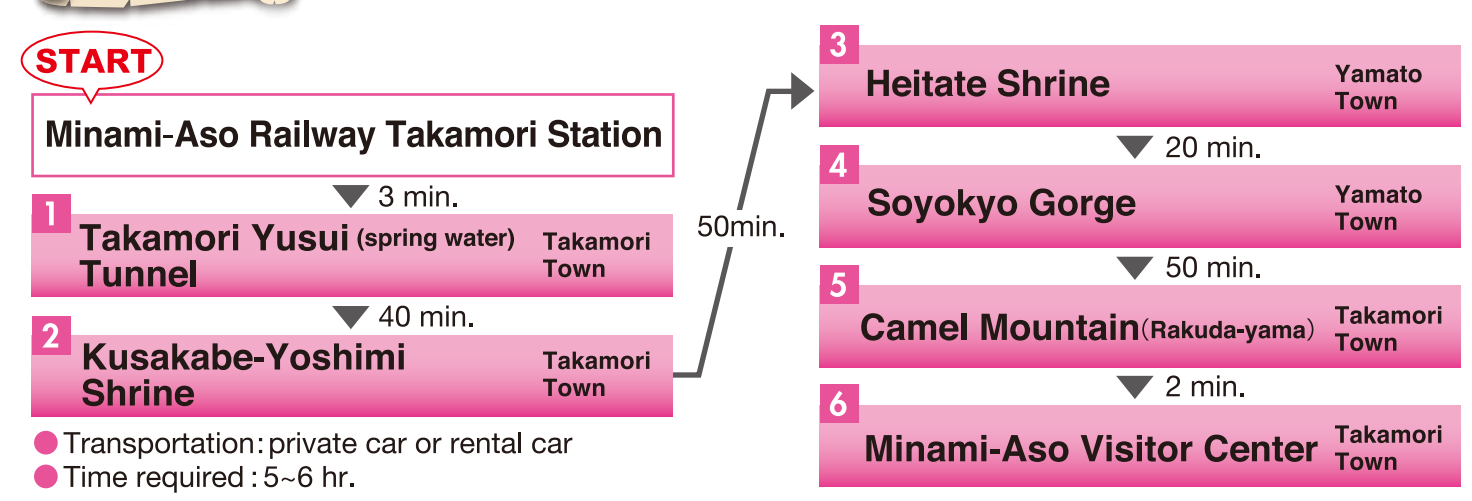 START
Minami-Aso Railway Takamori Station
3 min.
1
Takamori Yusui (spring water)
Tunnel
Takamori
Town
40 min.
2
Kusakabe-Yoshimi
Shrine
Takamori
Town
50min.
3
Heitate Shrine
Yamato
Town
20 min.
4
Soyokyo Gorge
Yamato
Town
50 min.
5
Camel Mountain(Rakuda-yama)
Takamori
Town
2 min.
6
Minami-Aso Visitor Center
Takamori
Town
Transportation: private car or rental car
Time required : 5~6 hr.